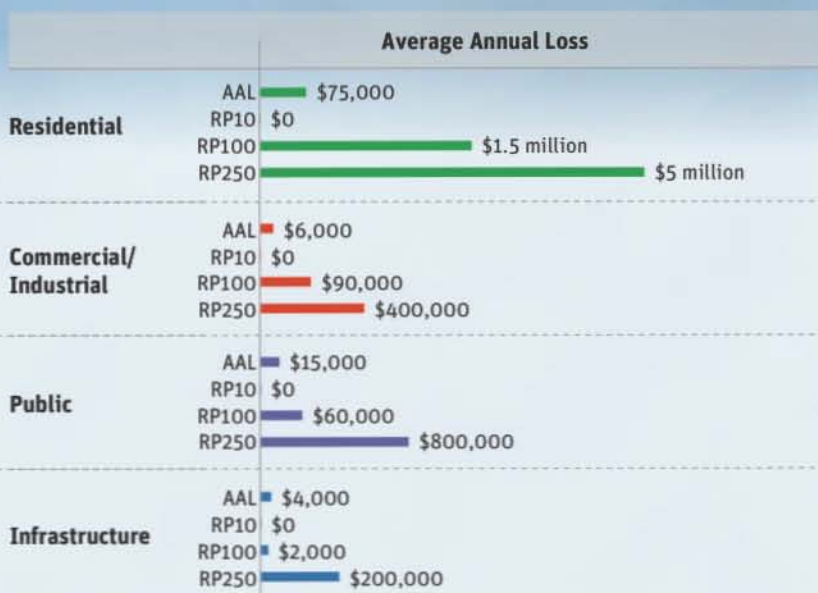 Average Annual Loss
Residential
AAL $75,000
RP10 $0
RP100 $1.5 million
RP250 $5 million
Commercial/
Industrial
AAL $6,000
RP10 $0
RP100 $90,000
RP250 $400,000
Public
AAL $15,000
RP10 $0
RP100 $60,000
RP250 $800,000
Infrastructure
AAL $4,000
RP10 $0
RP100 $2,000
RP250 $200,000